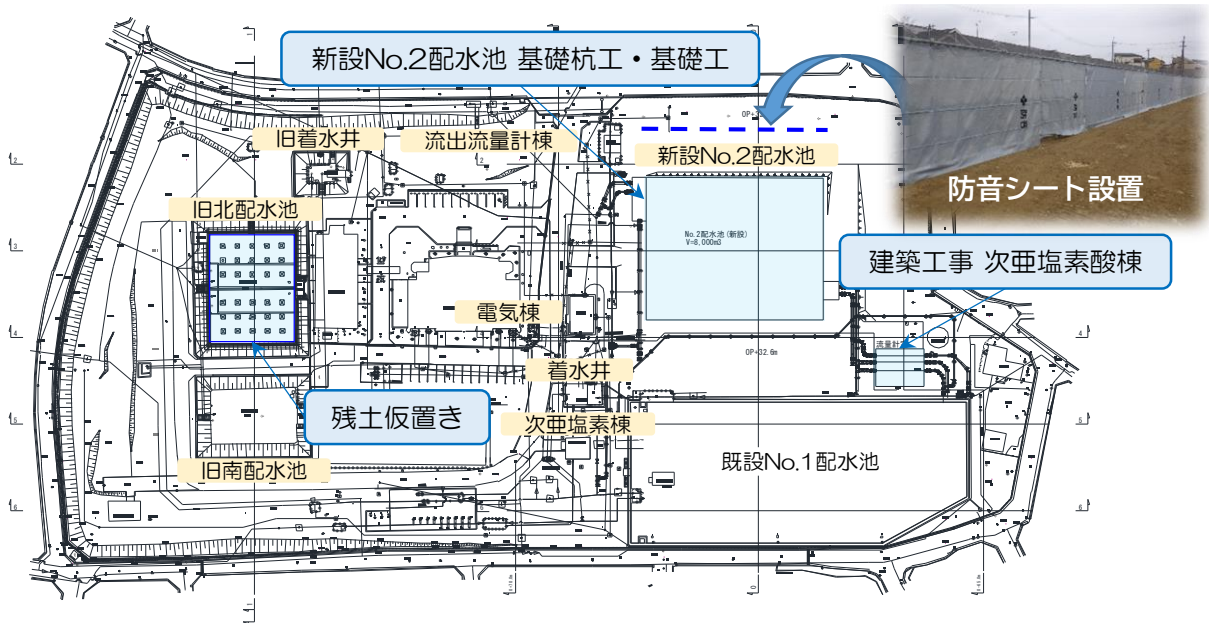 新設No.2配水池 基礎杭工・基礎工
旧着水井
流出流量計棟
新設No.2配水池
防音シート設置
旧北配水池
No.2配水池(新設)
V=8,000m3
建築工事 次亜塩素酸棟
電気棟
流量計
OP+32.6m
着水井
残土仮置き
次亜塩素棟
旧南配水池
既設No.1配水池